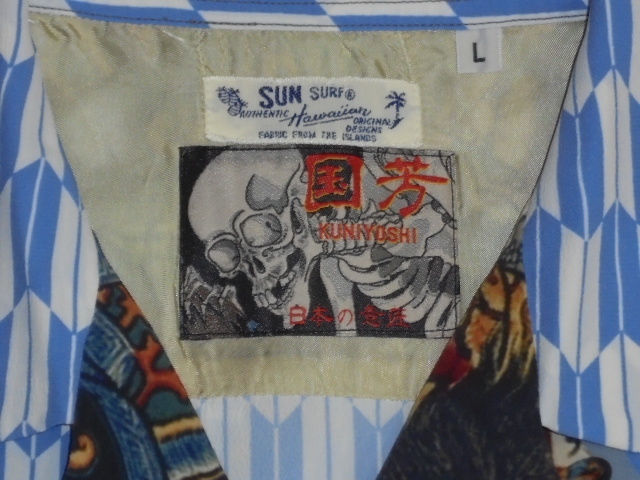 L
SUN SURF®
AUTHENTIC Hawaiian ORIGINAL DESIGNS
FABRIC FROM THE ISLANDS
国芳
KUNIYOSHI
日本の意匠